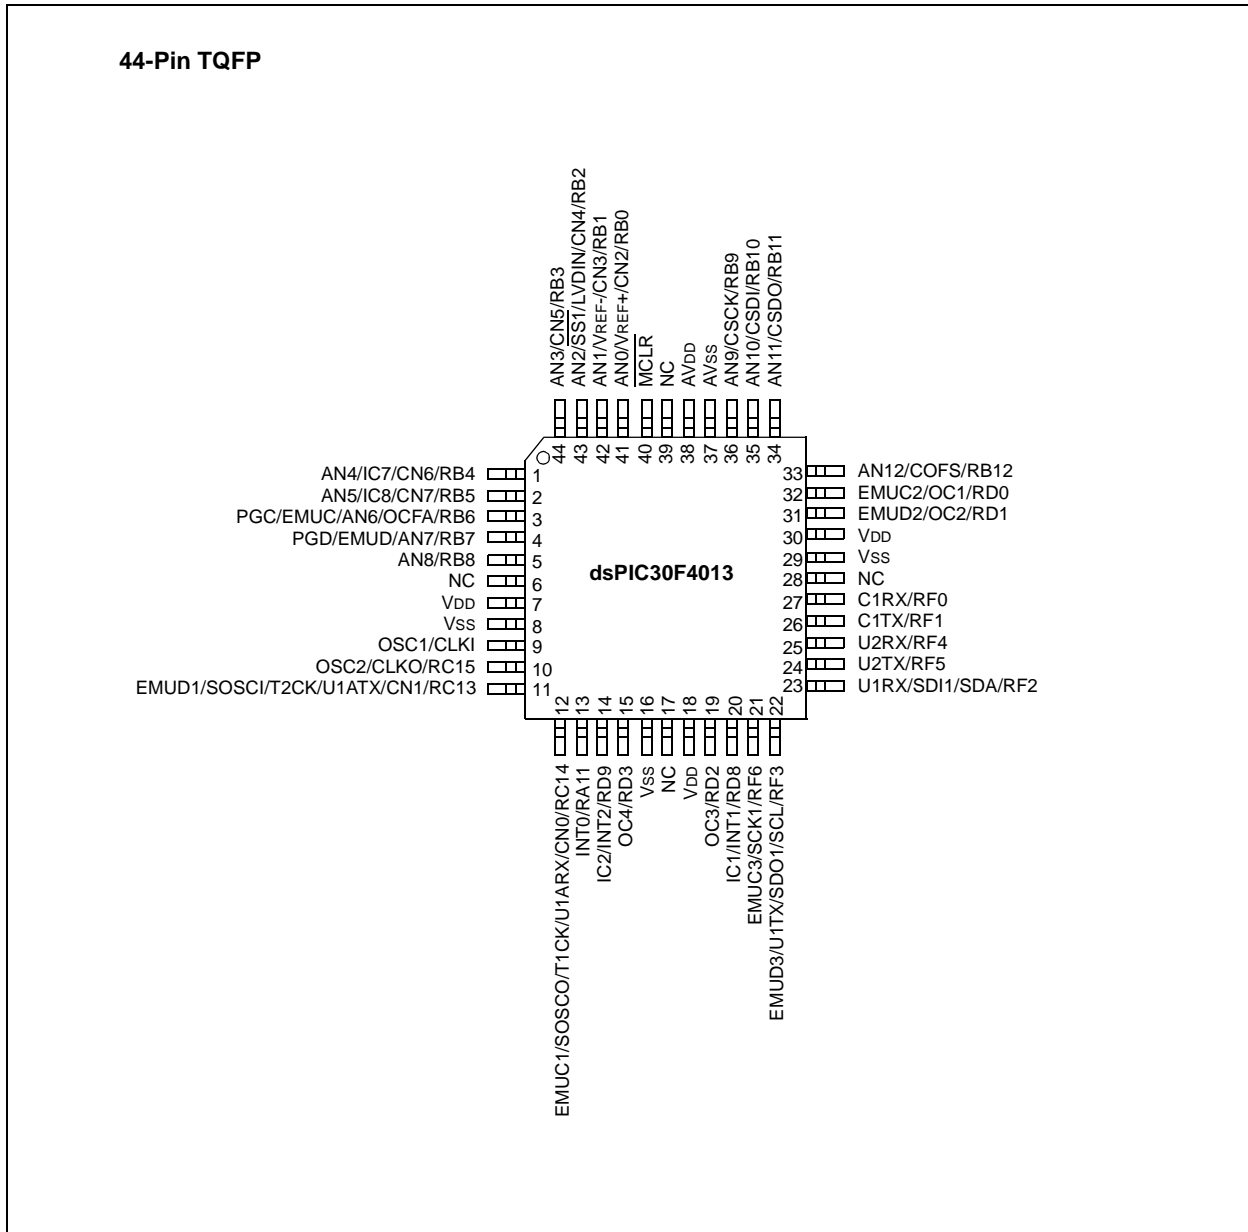 44-Pin TQFP
AN3/CN5/RB3
AN2/SS1/LVDIN/CN4/RB2
AN1/VREF-/CN3/RB1
AN0/VREF+/CN2/RB0
MCLR
NC
AVDD
AVSS
AN9/CSCK/RB9
AN10/CSDI/RB10
AN11/CSDO/RB11
44
43
42
41
40
39
38
37
36
35
34
AN4/IC7/CN6/RB4 1
AN5/IC8/CN7/RB5 2
PGC/EMUC/AN6/OCFA/RB6 3
PGD/EMUD/AN7/RB7 4
AN8/RB8 5
NC 6
VDD 7
VSS 8
OSC1/CLKI 9
OSC2/CLKO/RC15 10
EMUD1/SOSCI/T2CK/U1ATX/CN1/RC13 11
dsPIC30F4013
33 AN12/COFS/RB12
32 EMUC2/OC1/RD0
31 EMUD2/OC2/RD1
30 VDD
29 VSS
28 NC
27 C1RX/RF0
26 C1TX/RF1
25 U2RX/RF4
24 U2TX/RF5
23 U1RX/SDI1/SDA/RF2
12
13
14
15
16
17
18
19
20
21
22
EMUC1/SOSCO/T1CK/U1ARX/CN0/RC14
INT0/RA11
IC2/INT2/RD9
OC4/RD3
VSS
NC
VDD
OC3/RD2
IC1/INT1/RD8
EMUC3/SCK1/RF6
EMUD3/U1TX/SDO1/SCL/RF3